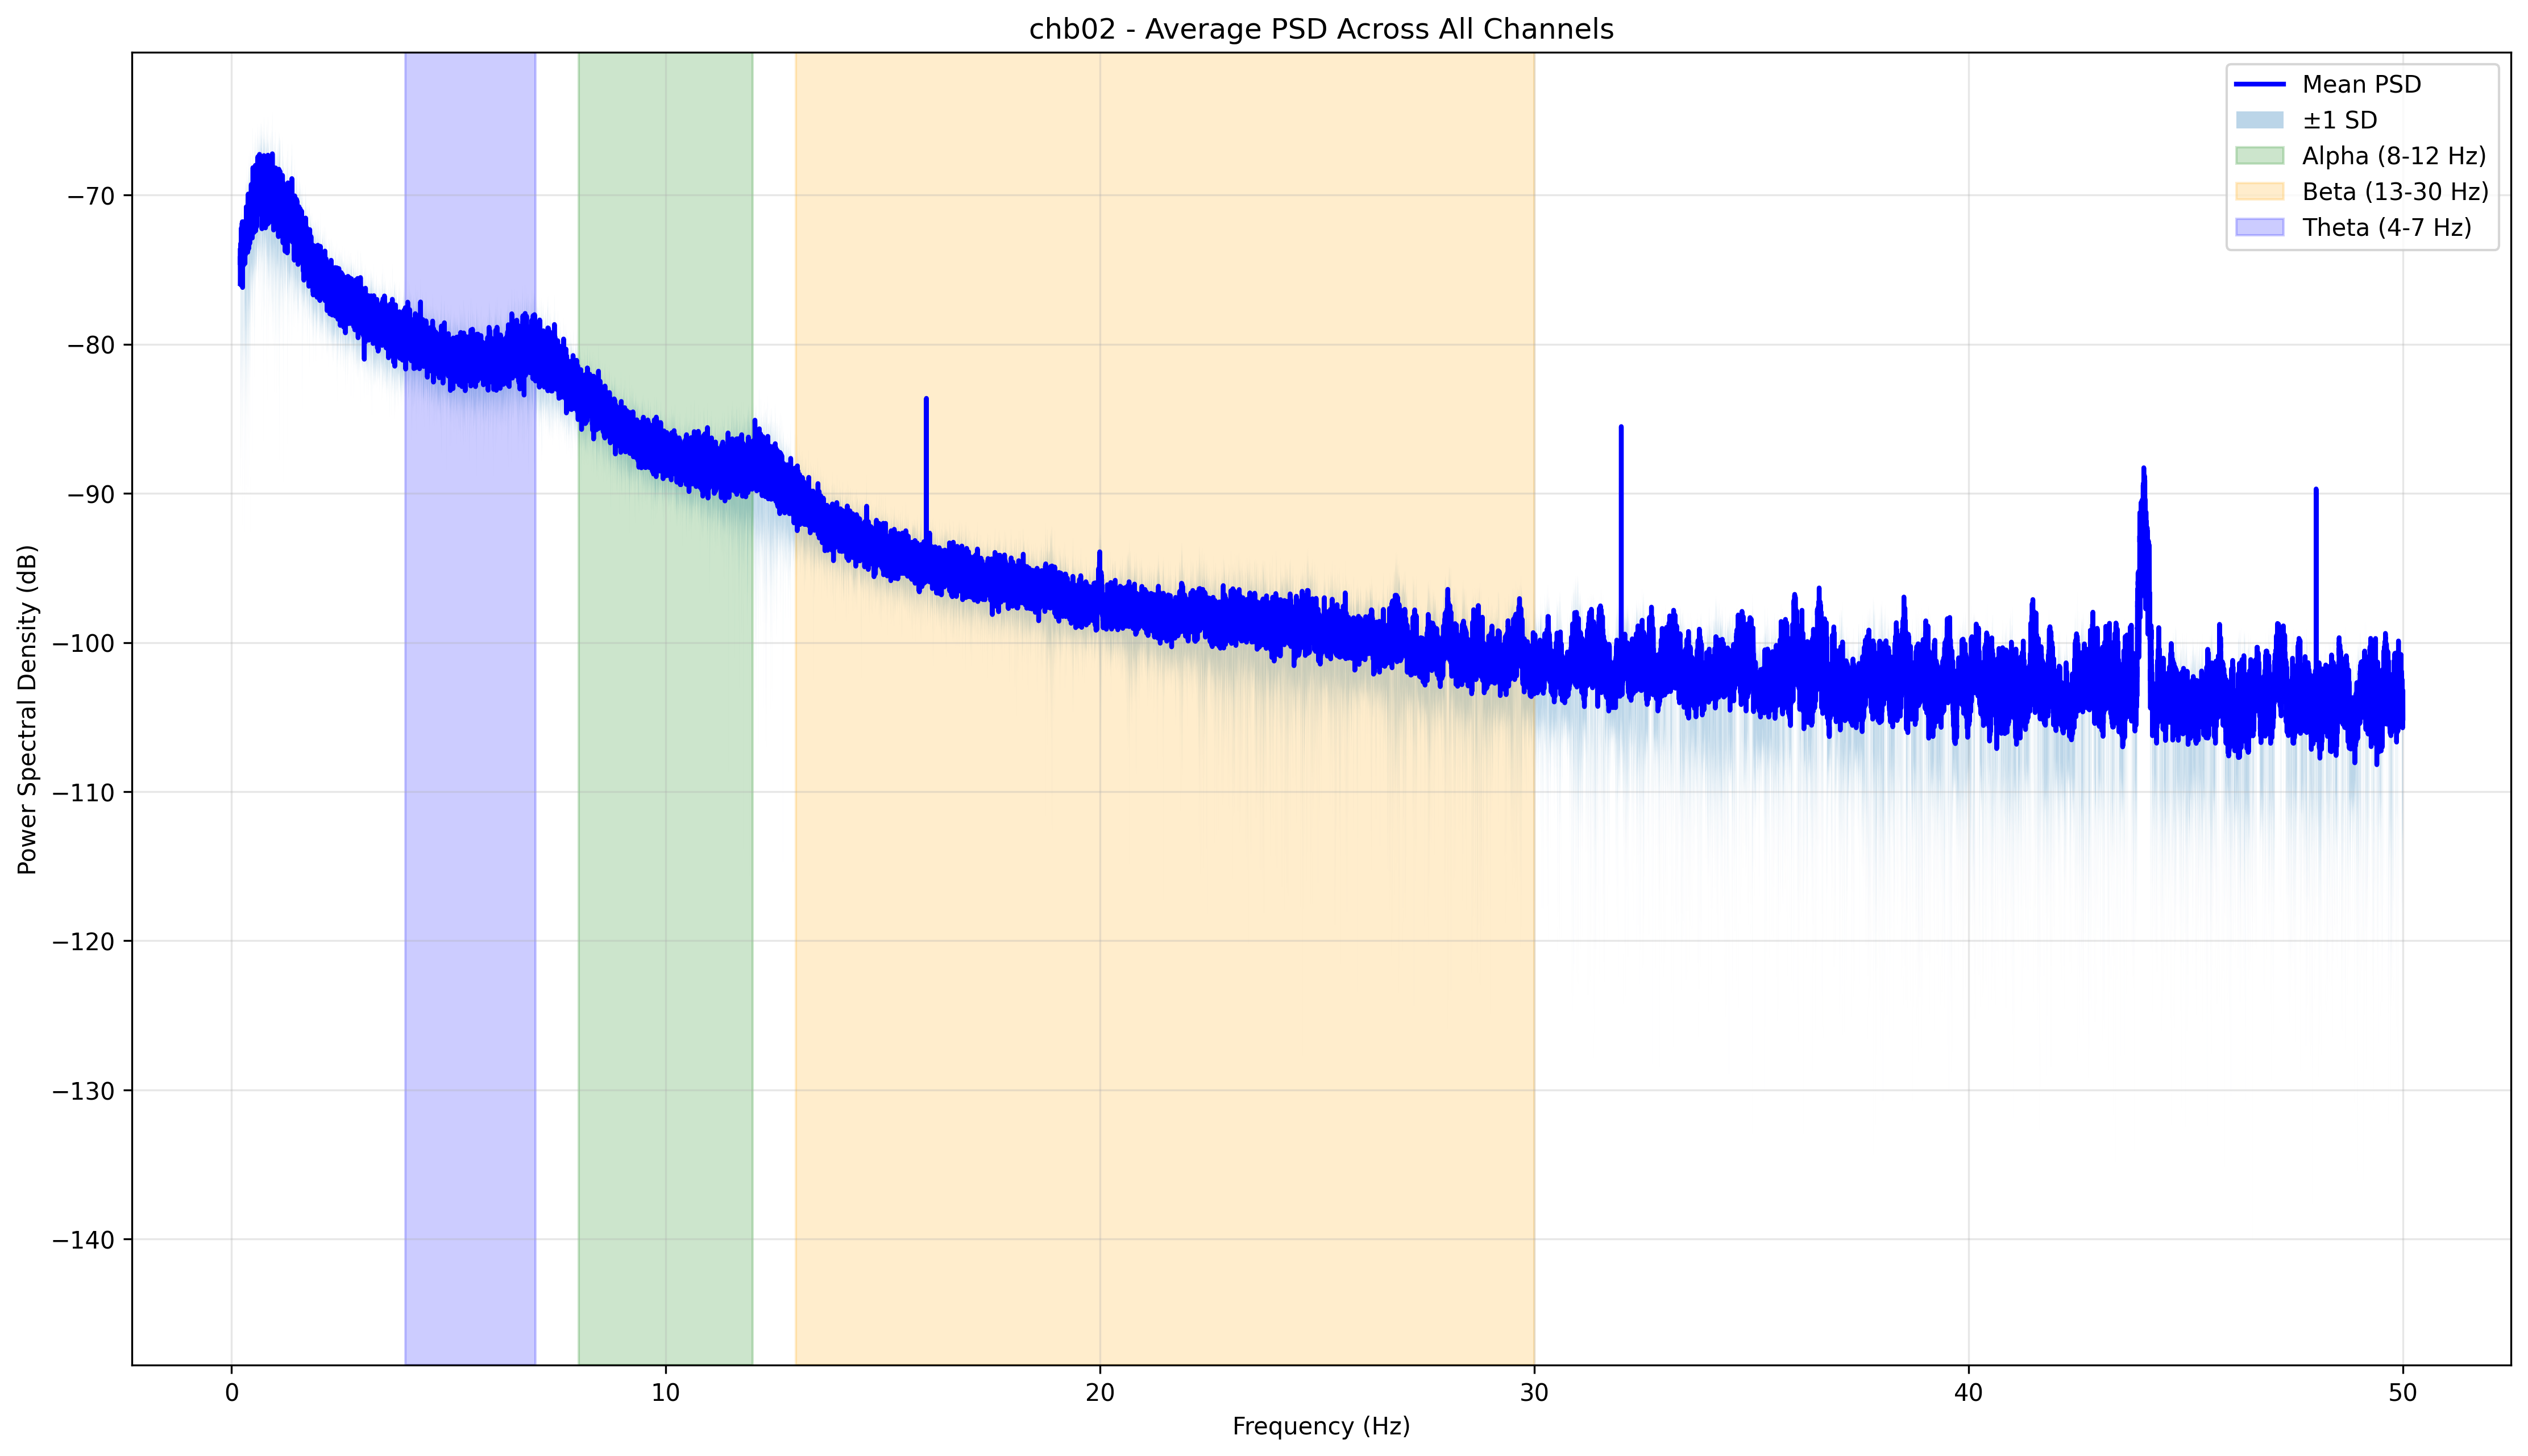 chb02 - Average PSD Across All Channels
Mean PSD
±1 SD
Alpha (8-12 Hz)
Beta (13-30 Hz)
Theta (4-7 Hz)
Power Spectral Density (dB)
−70
−80
−90
−100
−110
−120
−130
−140
0
10
20
30
40
50
Frequency (Hz)